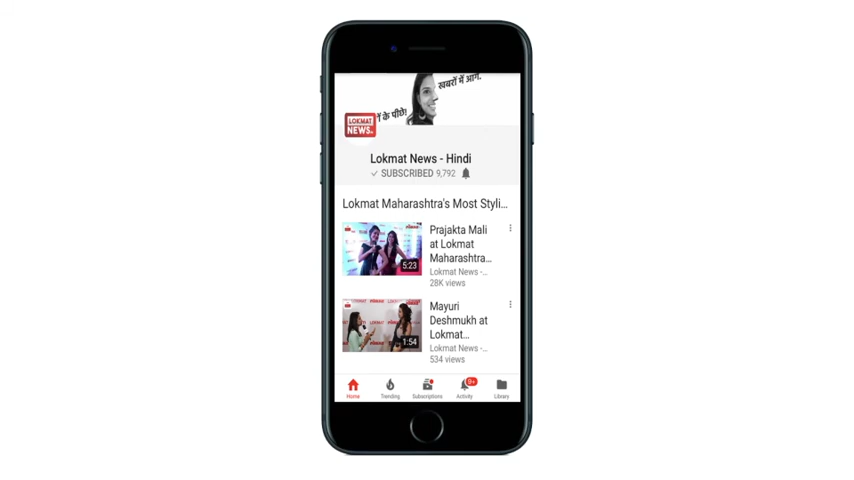 खबरों में आगे.
के पीछे!
LOKMAT
NEWS
Lokmat News - Hindi
SUBSCRIBED 9,792
Lokmat Maharashtra's Most Styli...
Prajakta Mali
at Lokmat
Maharashtra...
Lokmat News -...
28K views
5:23
Mayuri
Deshmukh at
Lokmat...
Lokmat News -...
534 views
1:54
Home Trending Subscriptions Activity Library
9+